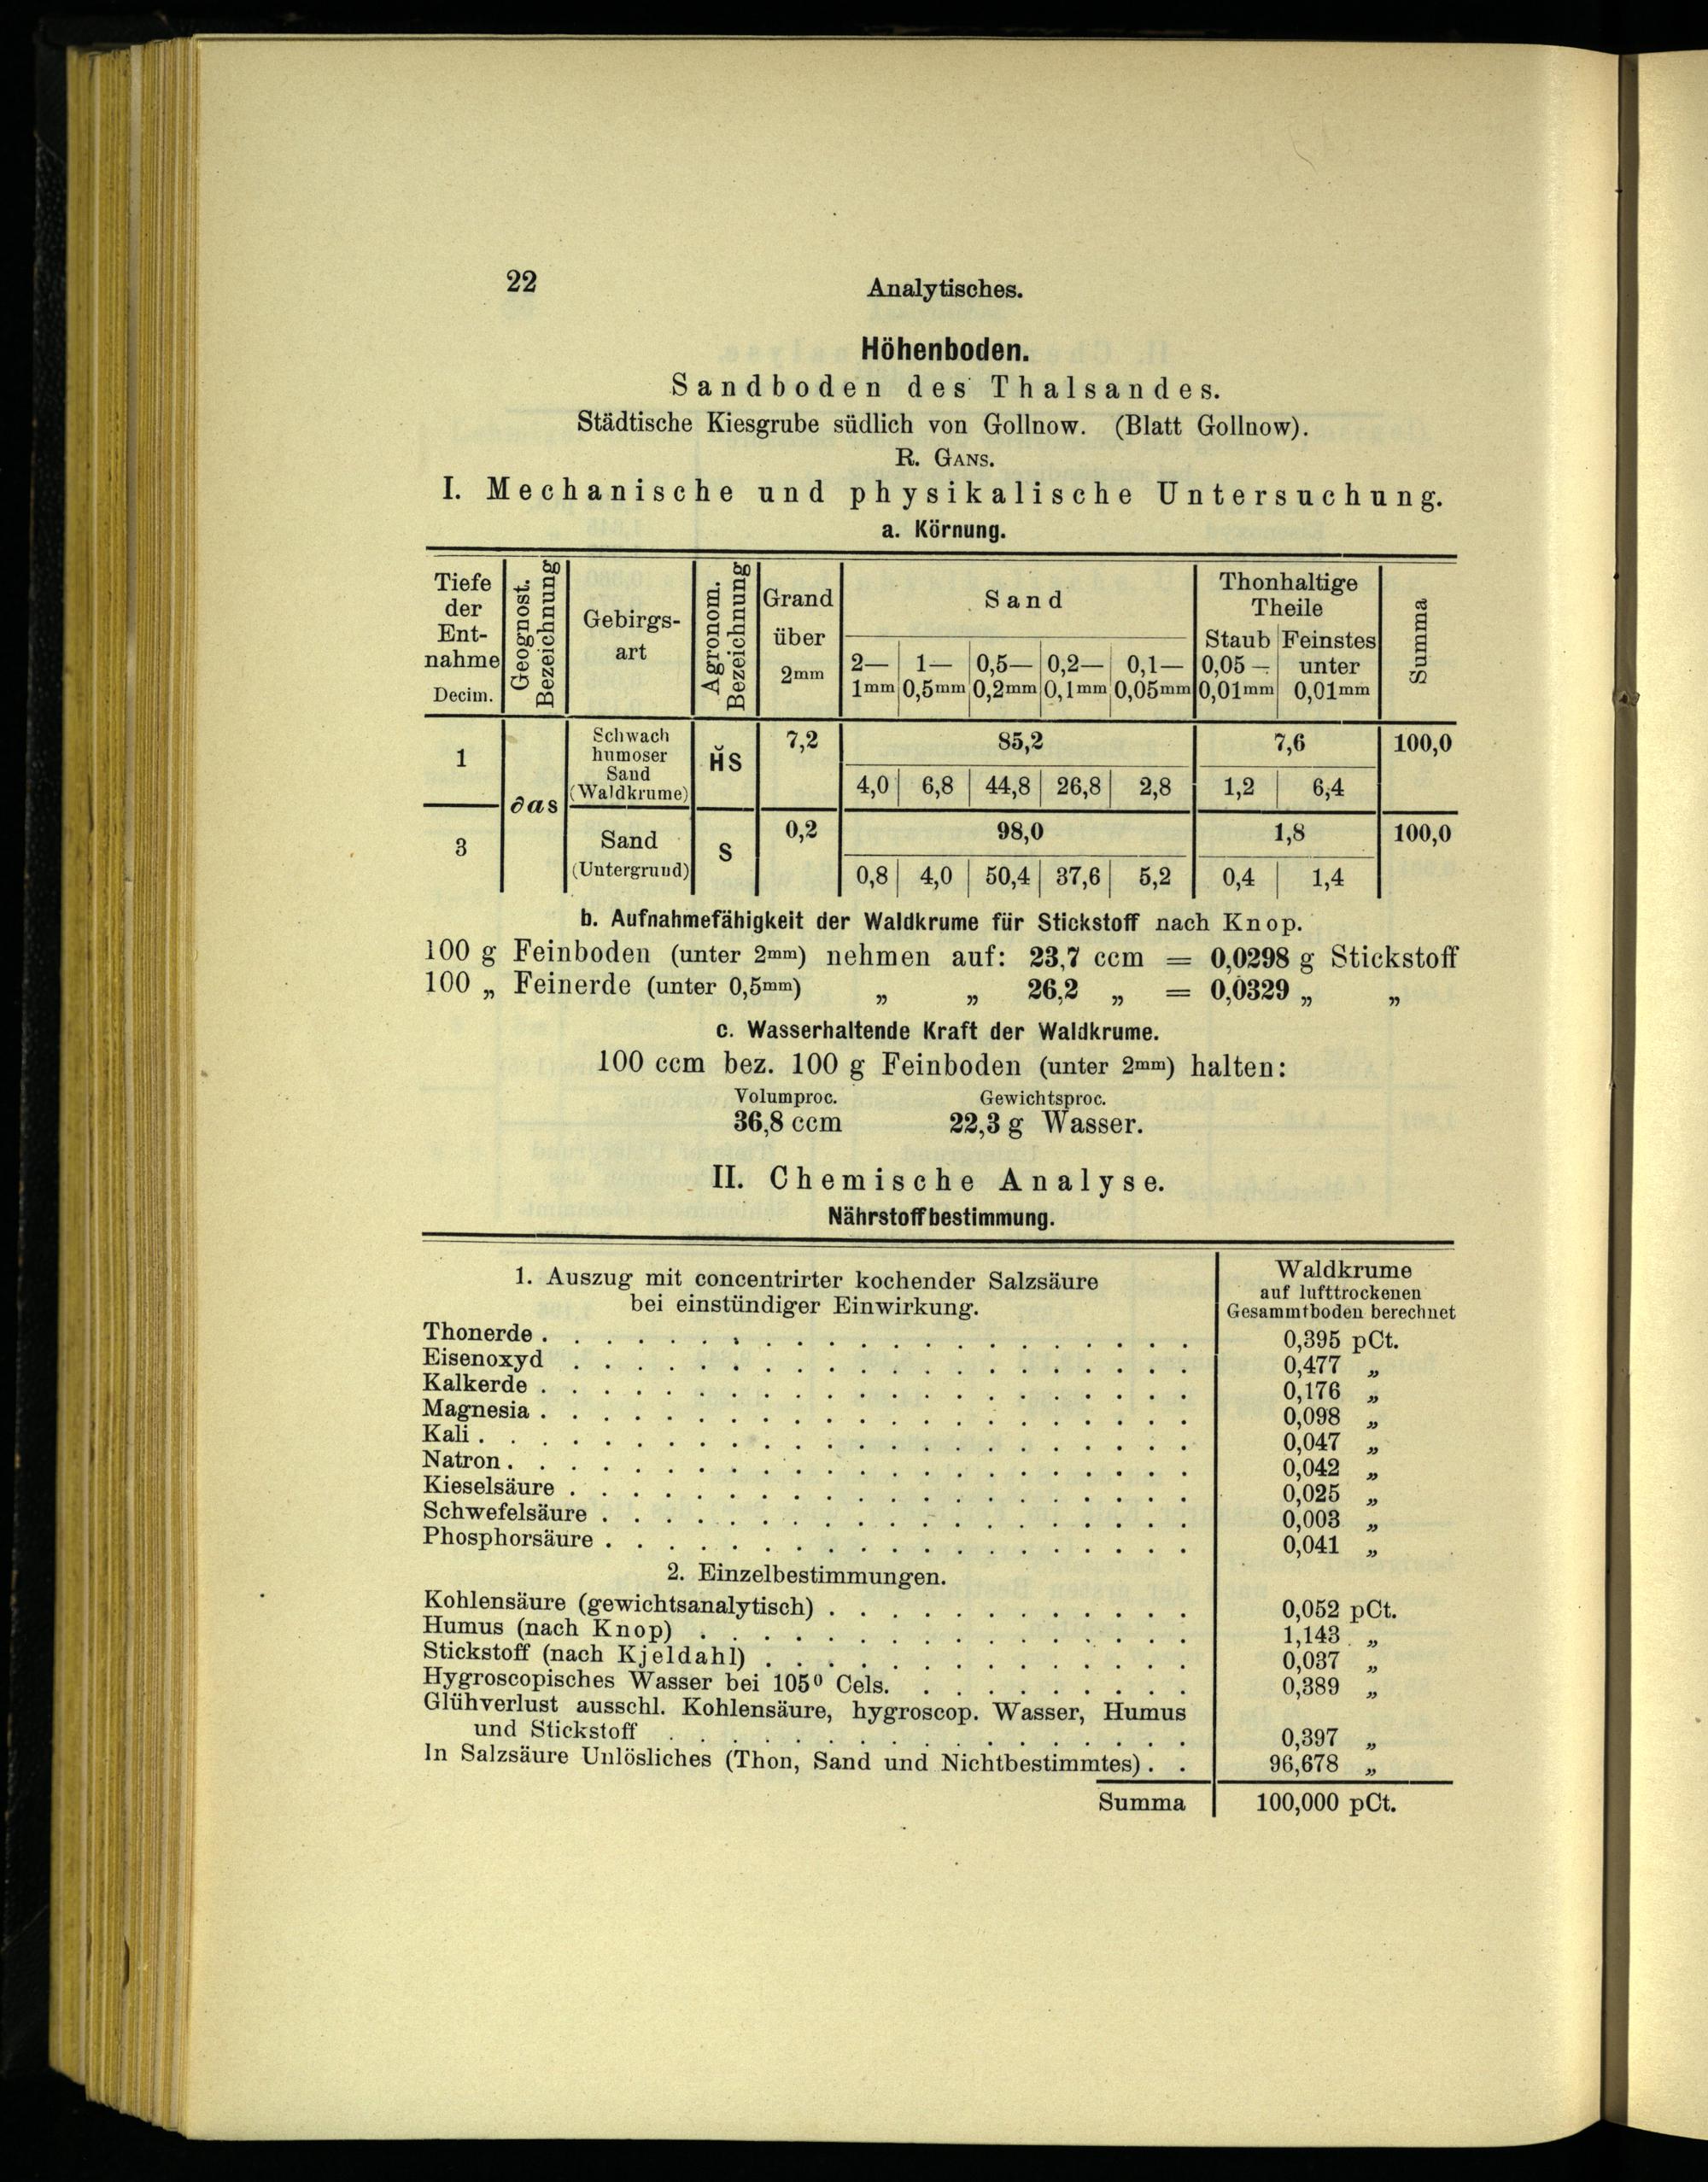 22
Analytisches.
Höhenboden.
Sandboden des Thalsandes.
Städtische Kiesgrube südlich von Gollnow. (Blatt Gollnow).
R. GANS.
I. Mechanische und physikalische Untersuchung.
a. Körnung.
Tiefe der Ent- nahme Decim.
Geognost. Bezeichnung
Gebirgs- art
Agronom. Bezeichnung
Grand über 2mm
Sand
2— 1mm
1— 0,5mm
0,5— 0,2mm
0,2— 0,1mm
0,1— 0,05mm
Thonhaltige Theile
Staub 0,05 — 0,01mm
Feinstes unter 0,01mm
Summa
1
∂as
Schwach humoser Sand (Waldkrume)
H̆S
7,2 85,2 7,6 100,0
4,0 6,8 44,8 26,8 2,8 1,2 6,4
3
Sand (Untergrund)
S
0,2 98,0 1,8 100,0
0,8 4,0 50,4 37,6 5,2 0,4 1,4
b. Aufnahmefähigkeit der Waldkrume für Stickstoff nach Knop.
100 g Feinboden (unter 2mm) nehmen auf: 23,7 ccm = 0,0298 g Stickstoff
100 „ Feinerde (unter 0,5mm) „ „ 26,2 „ = 0,0329 „ „
c. Wasserhaltende Kraft der Waldkrume.
100 ccm bez. 100 g Feinboden (unter 2mm) halten:
Volumproc. Gewichtsproc.
36,8 ccm 22,3 g Wasser.
II. Chemische Analyse.
Nährstoffbestimmung.
1. Auszug mit concentrirter kochender Salzsäure
bei einstündiger Einwirkung.
Waldkrume
auf lufttrockenen
Gesammtboden berechnet
Thonerde . . . . . . . . . . . . . . . . . . . . . 0,395 pCt.
Eisenoxyd . . . . . . . . . . . . . . . . . . . . 0,477 „
Kalkerde . . . . . . . . . . . . . . . . . . . . . 0,176 „
Magnesia . . . . . . . . . . . . . . . . . . . . . 0,098 „
Kali . . . . . . . . . . . . . . . . . . . . . . . 0,047 „
Natron . . . . . . . . . . . . . . . . . . . . . . 0,042 „
Kieselsäure . . . . . . . . . . . . . . . . . . . . 0,025 „
Schwefelsäure . . . . . . . . . . . . . . . . . . . 0,003 „
Phosphorsäure . . . . . . . . . . . . . . . . . . . 0,041 „
2. Einzelbestimmungen.
Kohlensäure (gewichtsanalytisch) . . . . . . . . . . . . 0,052 pCt.
Humus (nach Knop) . . . . . . . . . . . . . . . . 1,143 „
Stickstoff (nach Kjeldahl) . . . . . . . . . . . . . . 0,037 „
Hygroscopisches Wasser bei 105⁰ Cels. . . . . . . . . . . 0,389 „
Glühverlust ausschl. Kohlensäure, hygroscop. Wasser, Humus
und Stickstoff . . . . . . . . . . . . . . . . . 0,397 „
In Salzsäure Unlösliches (Thon, Sand und Nichtbestimmtes) . . 96,678 „
Summa 100,000 pCt.